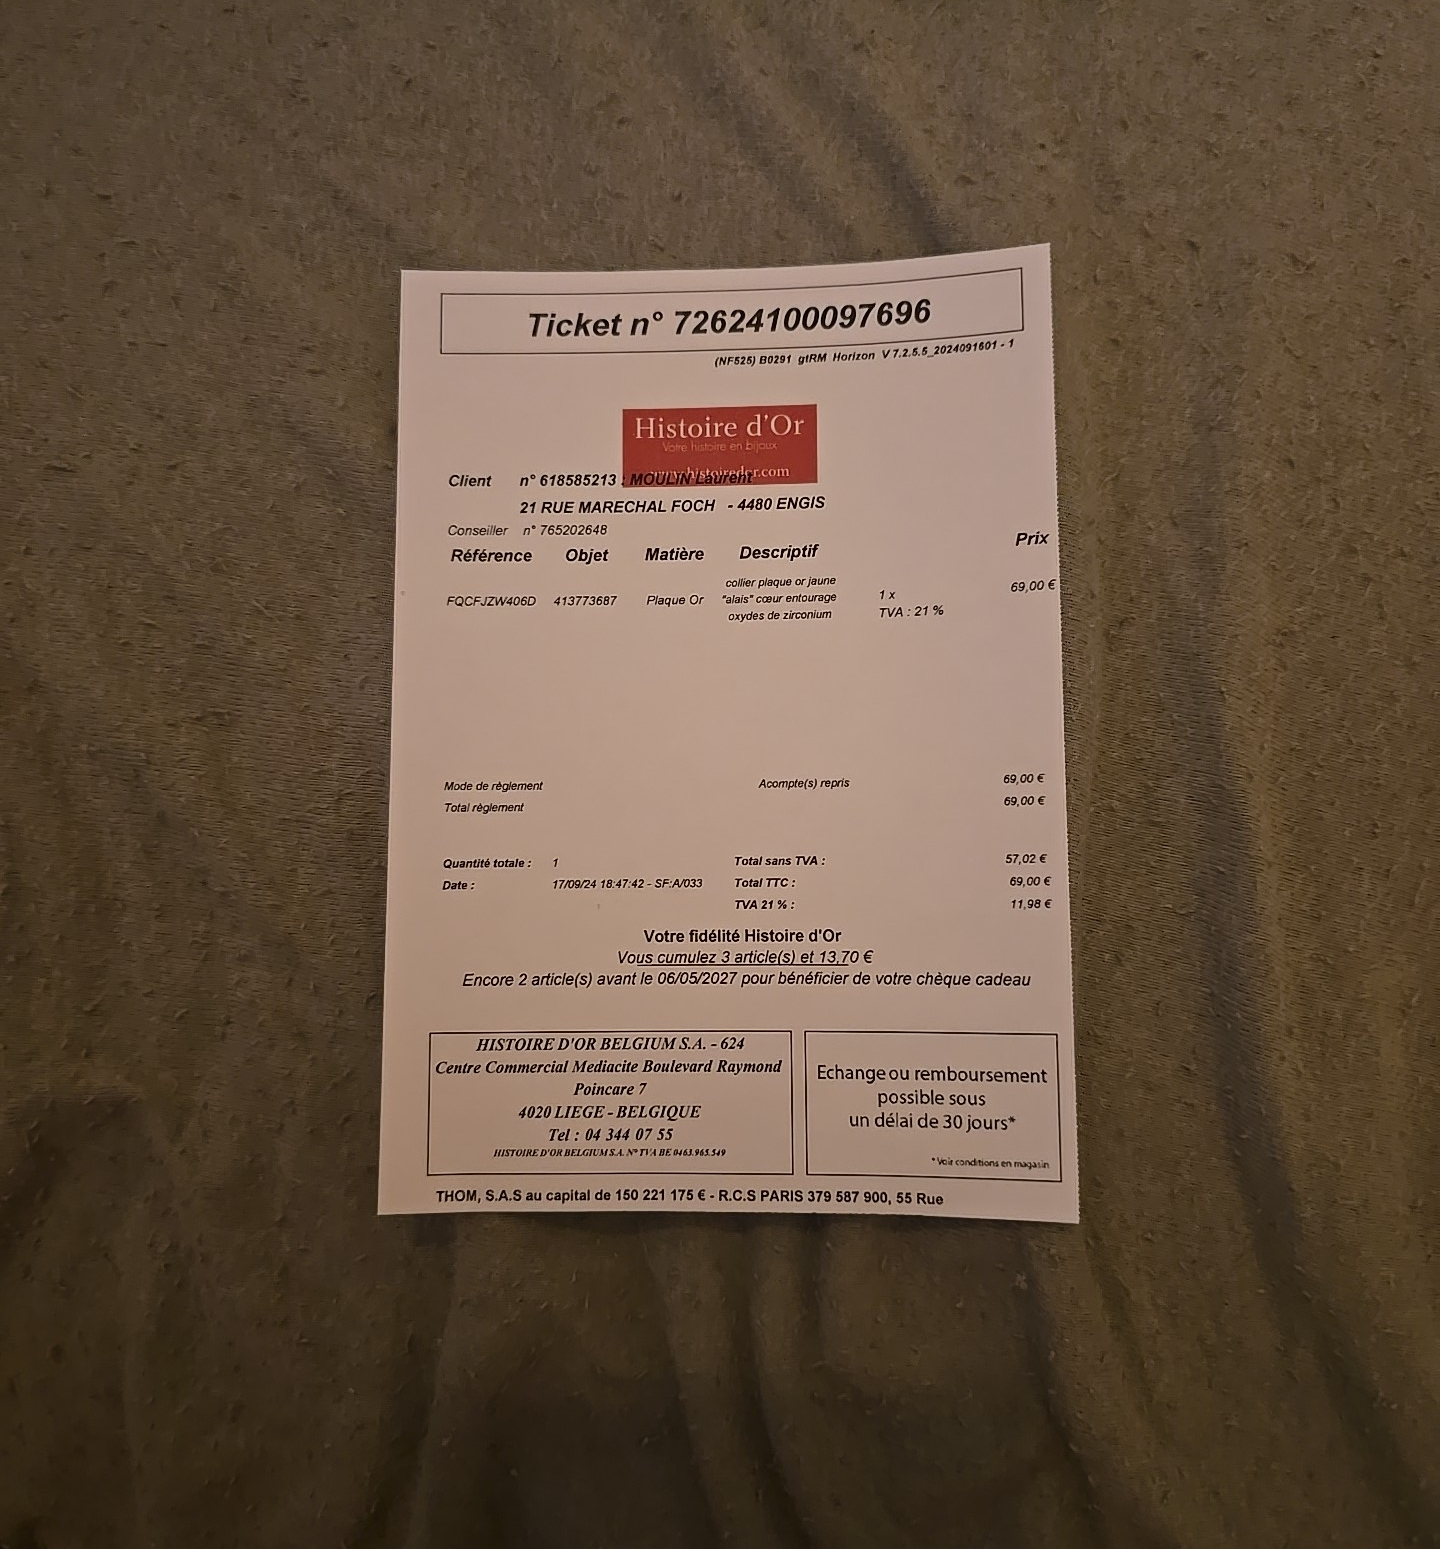 Ticket n° 72624100097696
(NF525) B0291 gtRM Horizon V 7.2.5.5_2024091601 - 1
Histoire d'Or
Votre histoire en bijoux
www.histoiredor.com
Client n° 618585213 : MOULIN Laurent
21 RUE MARECHAL FOCH - 4480 ENGIS
Conseiller n° 765202648
Référence Objet Matière Descriptif Prix
collier plaque or jaune
FQCFJZW406D 413773687 Plaque Or "alais" cœur entourage 1 x 69,00 €
oxydes de zirconium TVA : 21 %
Mode de règlement Acompte(s) repris 69,00 €
Total règlement 69,00 €
Quantité totale : 1 Total sans TVA : 57,02 €
Date : 17/09/24 18:47:42 - SF:A/033 Total TTC : 69,00 €
TVA 21 % : 11,98 €
Votre fidélité Histoire d'Or
Vous cumulez 3 article(s) et 13,70 €
Encore 2 article(s) avant le 06/05/2027 pour bénéficier de votre chèque cadeau
HISTOIRE D'OR BELGIUM S.A. - 624
Centre Commercial Mediacite Boulevard Raymond
Poincare 7
4020 LIEGE - BELGIQUE
Tel : 04 344 07 55
HISTOIRE D'OR BELGIUM S.A. N° TVA BE 0463.965.549
Echange ou remboursement
possible sous
un délai de 30 jours*
* Voir conditions en magasin
THOM, S.A.S au capital de 150 221 175 € - R.C.S PARIS 379 587 900, 55 Rue